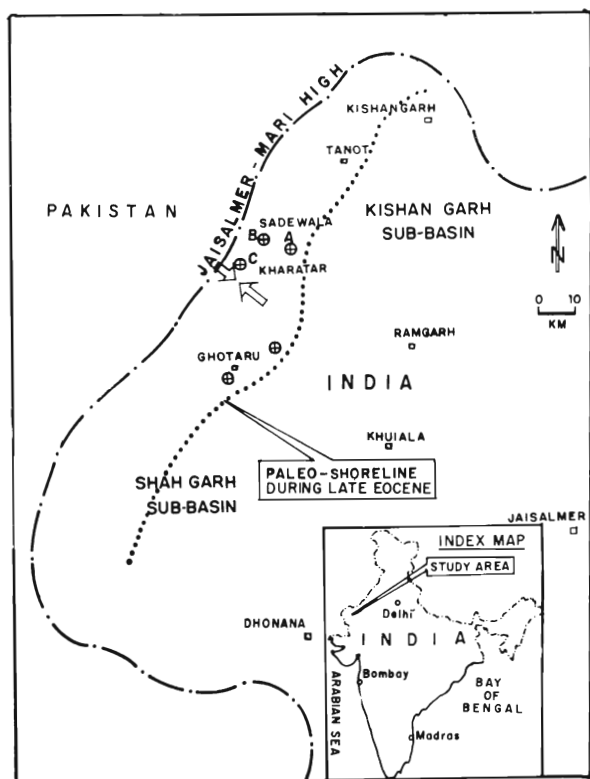 KISHANGARH
TANOT
JAISALMER - MARI HIGH
PAKISTAN
KISHAN GARH
SUB-BASIN
SADEWALA
B
A
C
KHARATAR
N
0 10
KM
RAMGARH
GHOTARU
INDIA
KHUIALA
PALEO-SHORELINE
DURING LATE EOCENE
SHAH GARH
SUB-BASIN
JAISALMER
INDEX MAP
STUDY AREA
Delhi
INDIA
DHONANA
Bombay
BAY
OF
BENGAL
ARABIAN SEA
Madras